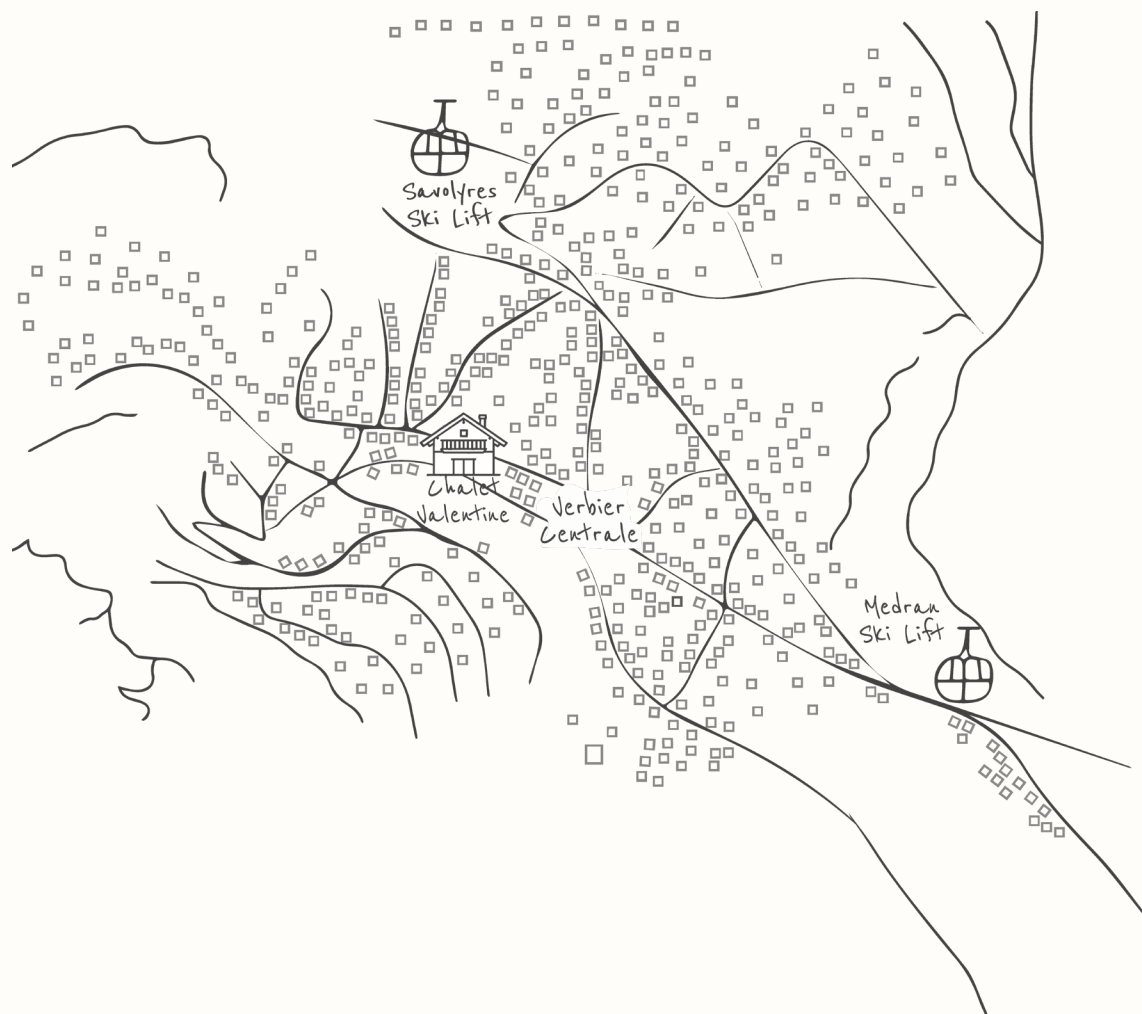 Savolyres
Ski Lift
Chalet
Valentine
Verbier
Centrale
Medran
Ski Lift